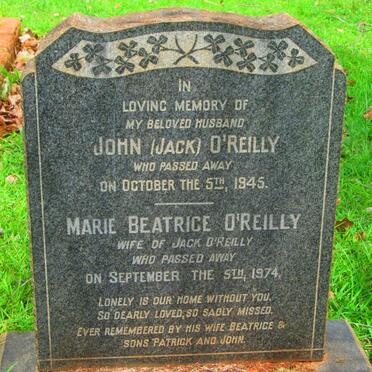 IN
LOVING MEMORY OF
MY BELOVED HUSBAND
JOHN (JACK) O'REILLY
WHO PASSED AWAY
ON OCTOBER THE 5TH, 1945.
MARIE BEATRICE O'REILLY
WIFE OF JACK O'REILLY
WHO PASSED AWAY
ON SEPTEMBER THE 5TH, 1974.
LONELY IS OUR HOME WITHOUT YOU.
SO DEARLY LOVED, SO SADLY MISSED.
EVER REMEMBERED BY HIS WIFE BEATRICE &
SONS PATRICK AND JOHN.